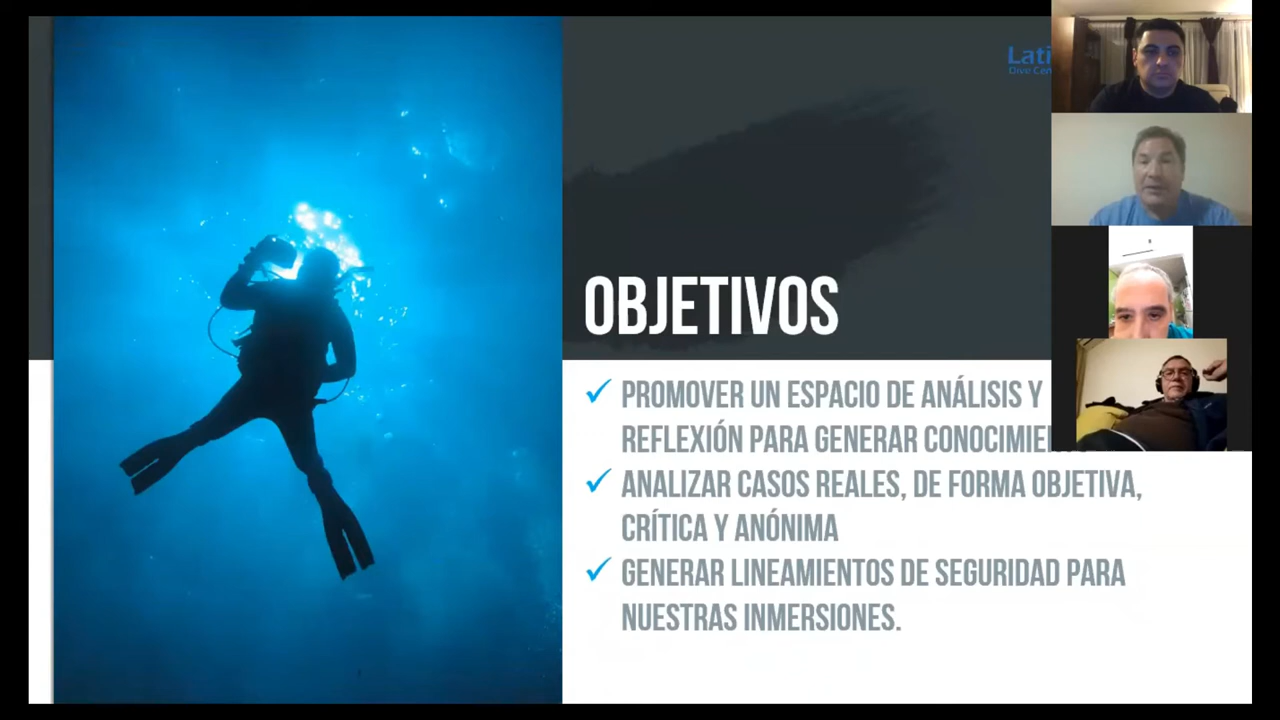 OBJETIVOS
PROMOVER UN ESPACIO DE ANÁLISIS Y
REFLEXIÓN PARA GENERAR
ANALIZAR CASOS REALES, DE FORMA OBJETIVA,
CRÍTICA Y ANÓNIMA
GENERAR LINEAMIENTOS DE SEGURIDAD PARA
NUESTRAS INMERSIONES.